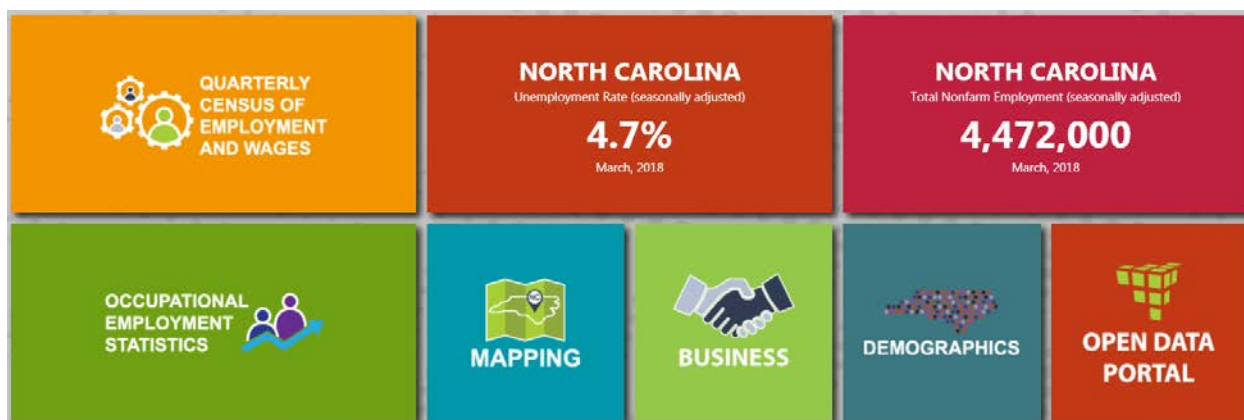 QUARTERLY
CENSUS OF
EMPLOYMENT
AND WAGES
NORTH CAROLINA
Unemployment Rate (seasonally adjusted)
4.7%
March, 2018
NORTH CAROLINA
Total Nonfarm Employment (seasonally adjusted)
4,472,000
March, 2018
OCCUPATIONAL
EMPLOYMENT
STATISTICS
NC
MAPPING
BUSINESS
DEMOGRAPHICS
OPEN DATA
PORTAL